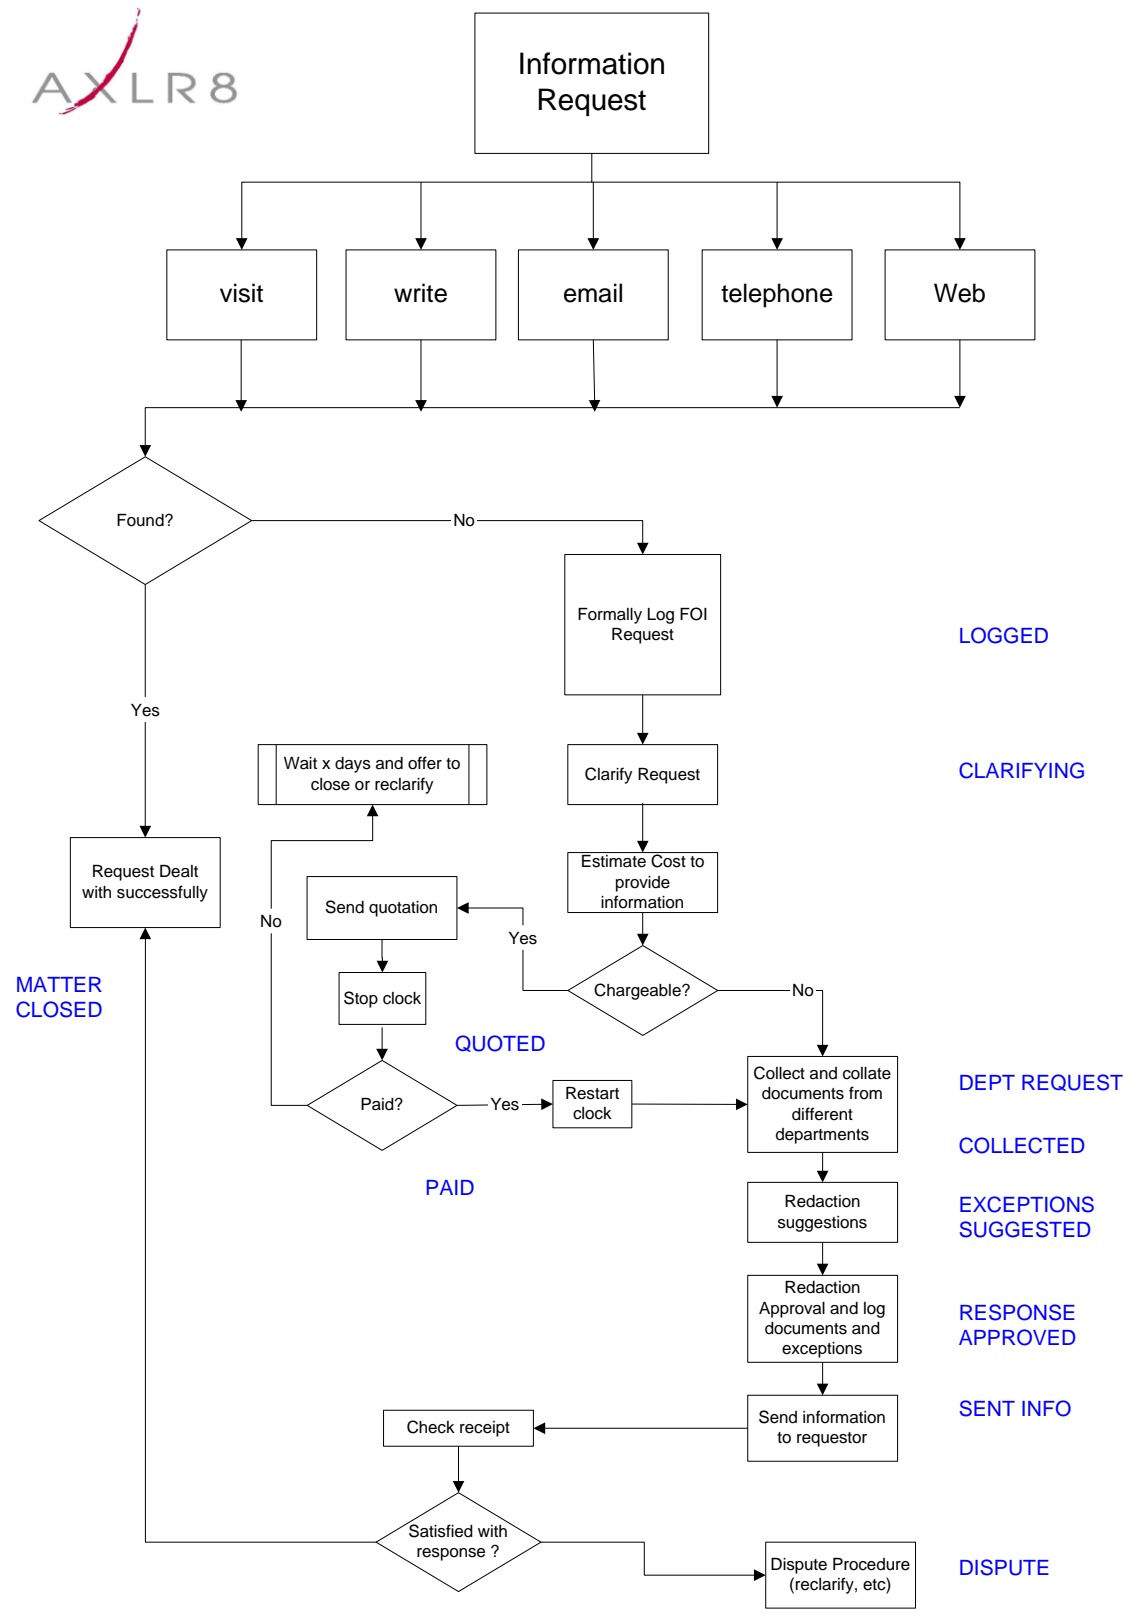 AXLR8
Information
Request
visit
write
email
telephone
Web
Found?
No
Formally Log FOI
Request
LOGGED
Yes
Wait x days and offer to
close or reclarify
Clarify Request
CLARIFYING
Request Dealt
with successfully
Estimate Cost to
provide
information
Send quotation
No
Yes
MATTER
CLOSED
Stop clock
Chargeable?
No
QUOTED
Collect and collate
documents from
different
departments
DEPT REQUEST
Paid?
Yes
Restart
clock
COLLECTED
PAID
Redaction
suggestions
EXCEPTIONS
SUGGESTED
Redaction
Approval and log
documents and
exceptions
RESPONSE
APPROVED
Check receipt
Send information
to requestor
SENT INFO
Satisfied with
response ?
Dispute Procedure
(reclarify, etc)
DISPUTE